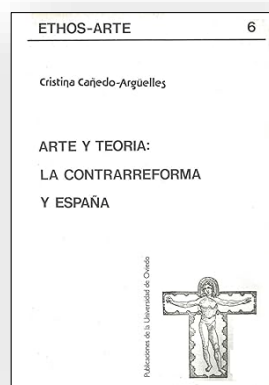 ETHOS-ARTE 6
Cristina Cañedo-Argüelles
ARTE Y TEORIA:
LA CONTRARREFORMA
Y ESPAÑA
Publicaciones de la Universidad de Oviedo